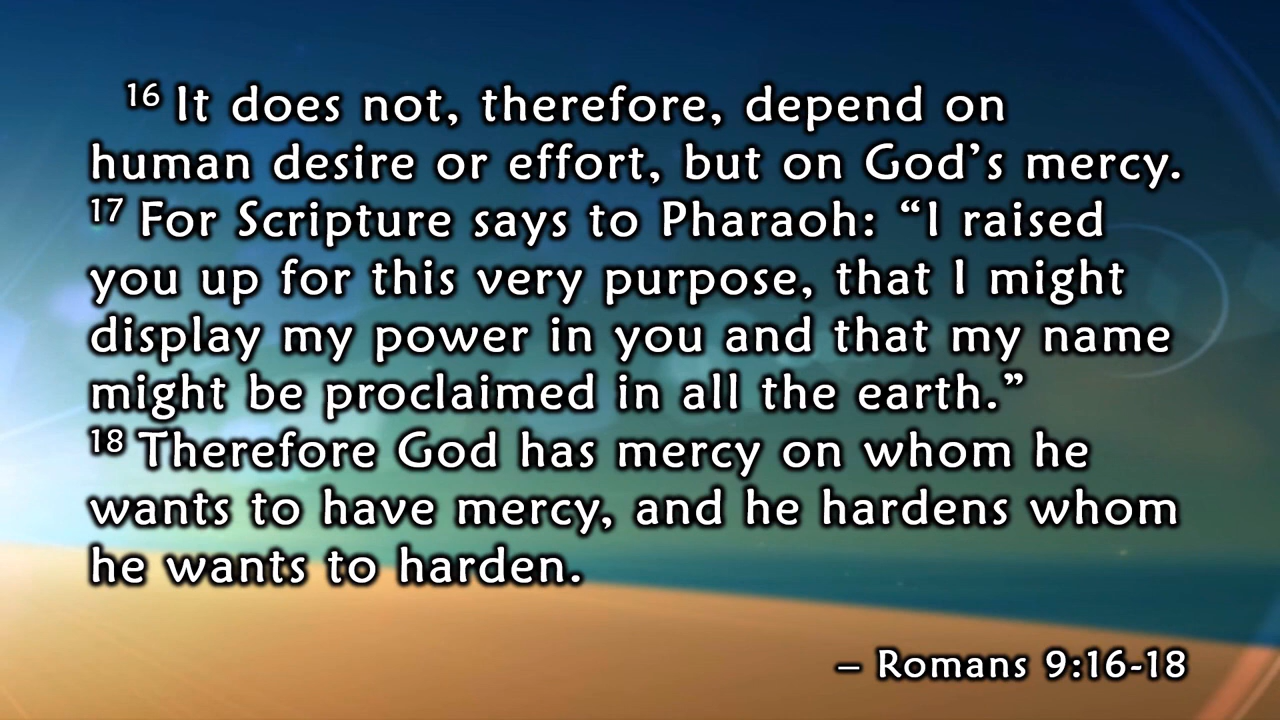 16 It does not, therefore, depend on
human desire or effort, but on God’s mercy.
17 For Scripture says to Pharaoh: “I raised
you up for this very purpose, that I might
display my power in you and that my name
might be proclaimed in all the earth.”
18 Therefore God has mercy on whom he
wants to have mercy, and he hardens whom
he wants to harden.
– Romans 9:16-18